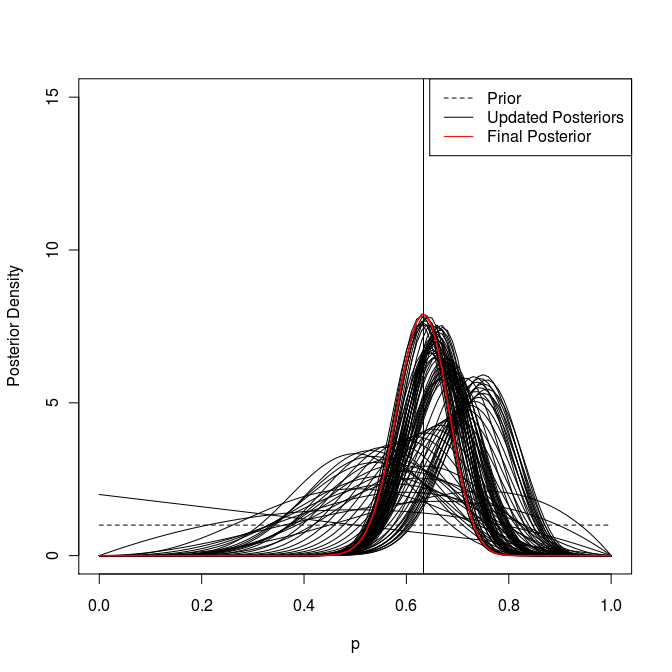 15
Prior
Updated Posteriors
Final Posterior
10
Posterior Density
5
0
0.0 0.2 0.4 0.6 0.8 1.0
p